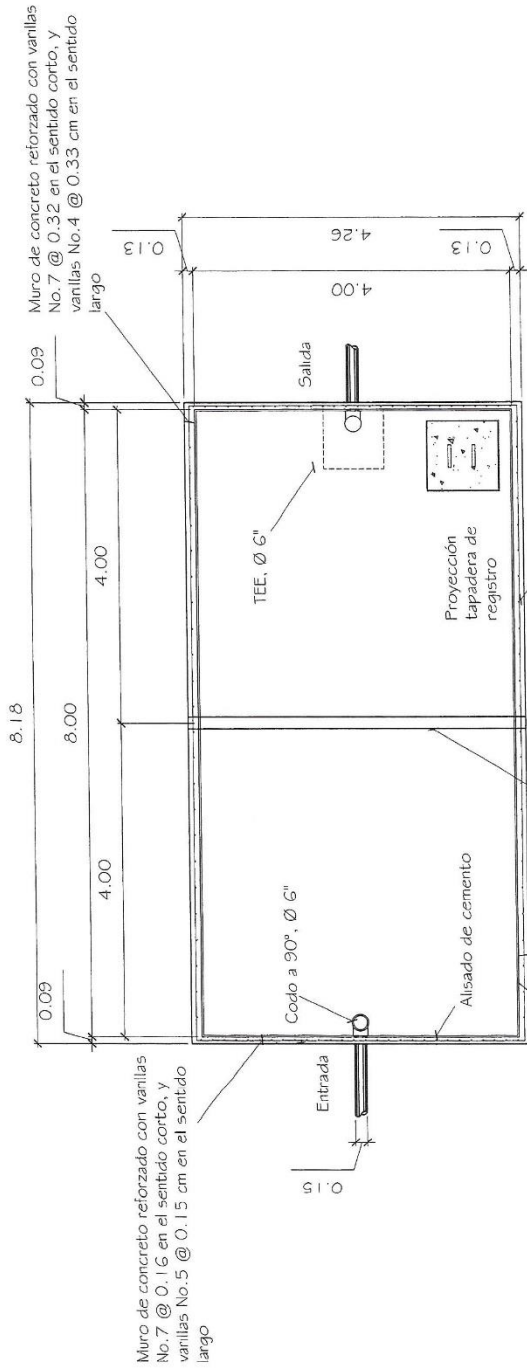 Muro de concreto reforzado con varillas
No.7 @ 0.32 en el sentido corto, y
varillas No.4 @ 0.33 cm en el sentido
largo
0.09
8.18
8.00
4.00
4.00
0.09
0.13
4.26
4.00
0.13
Muro de concreto reforzado con varillas
No.7 @ 0.16 en el sentido corto, y
varillas No.5 @ 0.15 cm en el sentido
largo
TEE, Ø 6"
Salida
Codo a 90°, Ø 6"
Entrada
0.15
Alisado de cemento
Proyección
tapadera de
registro